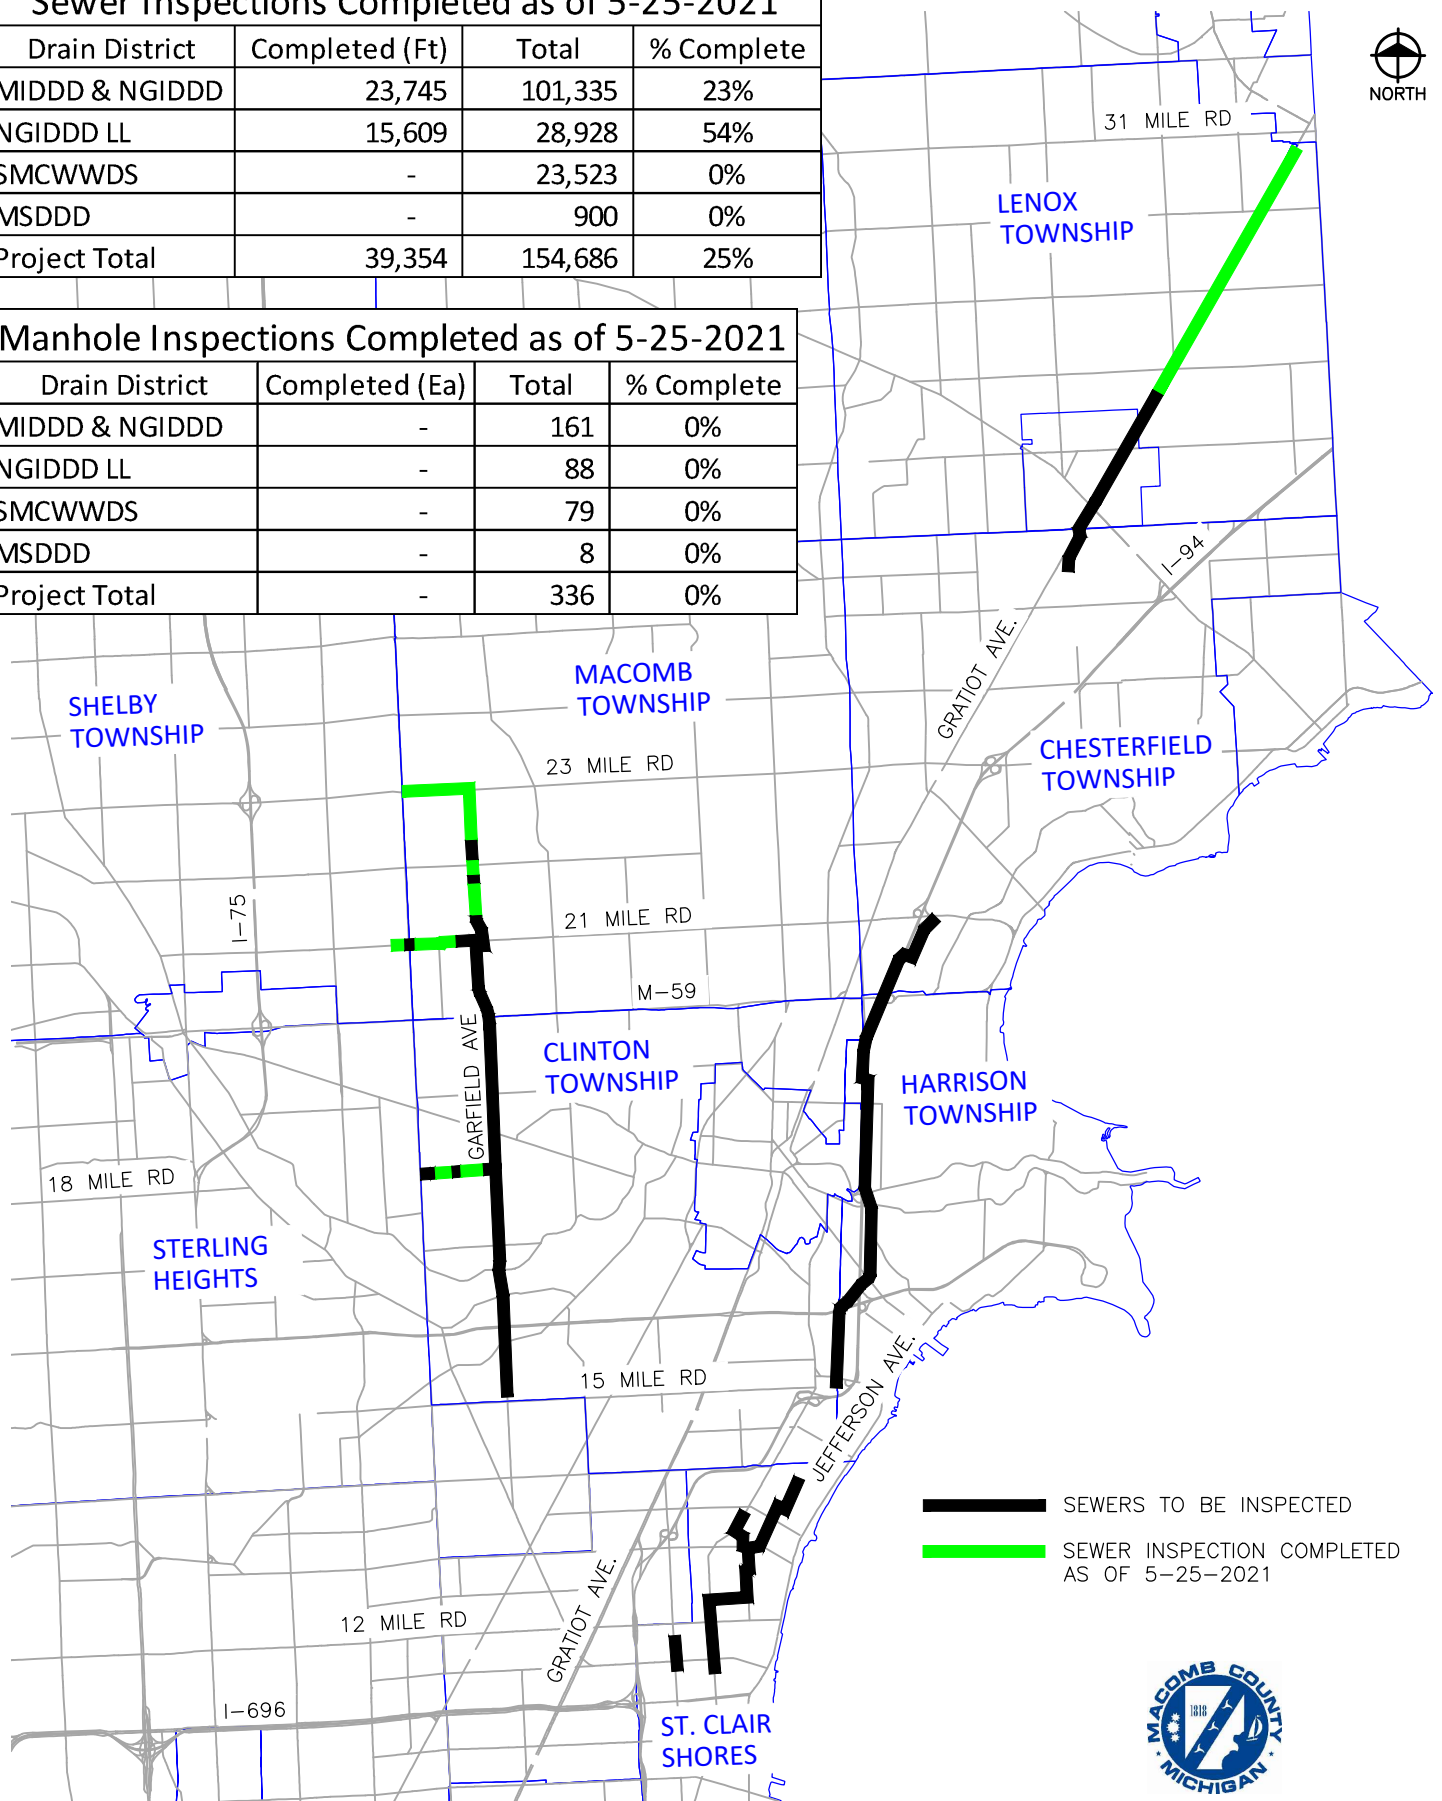 Sewer Inspections Completed as of 5-25-2021
Drain District Completed (Ft) Total % Complete
MIDDD & NGIDDD 23,745 101,335 23%
NGIDDD LL 15,609 28,928 54%
SMCWWDS - 23,523 0%
MSDDD - 900 0%
Project Total 39,354 154,686 25%
Manhole Inspections Completed as of 5-25-2021
Drain District Completed (Ea) Total % Complete
MIDDD & NGIDDD - 161 0%
NGIDDD LL - 88 0%
SMCWWDS - 79 0%
MSDDD - 8 0%
Project Total - 336 0%
NORTH
31 MILE RD
LENOX
TOWNSHIP
I-94
GRATIOT AVE.
MACOMB
TOWNSHIP
SHELBY
TOWNSHIP
23 MILE RD
CHESTERFIELD
TOWNSHIP
I-75
21 MILE RD
M-59
GARFIELD AVE
CLINTON
TOWNSHIP
HARRISON
TOWNSHIP
18 MILE RD
STERLING
HEIGHTS
15 MILE RD
JEFFERSON AVE.
SEWERS TO BE INSPECTED
SEWER INSPECTION COMPLETED
AS OF 5-25-2021
GRATIOT AVE.
12 MILE RD
I-696
ST. CLAIR
SHORES
MACOMB COUNTY
1818
MICHIGAN